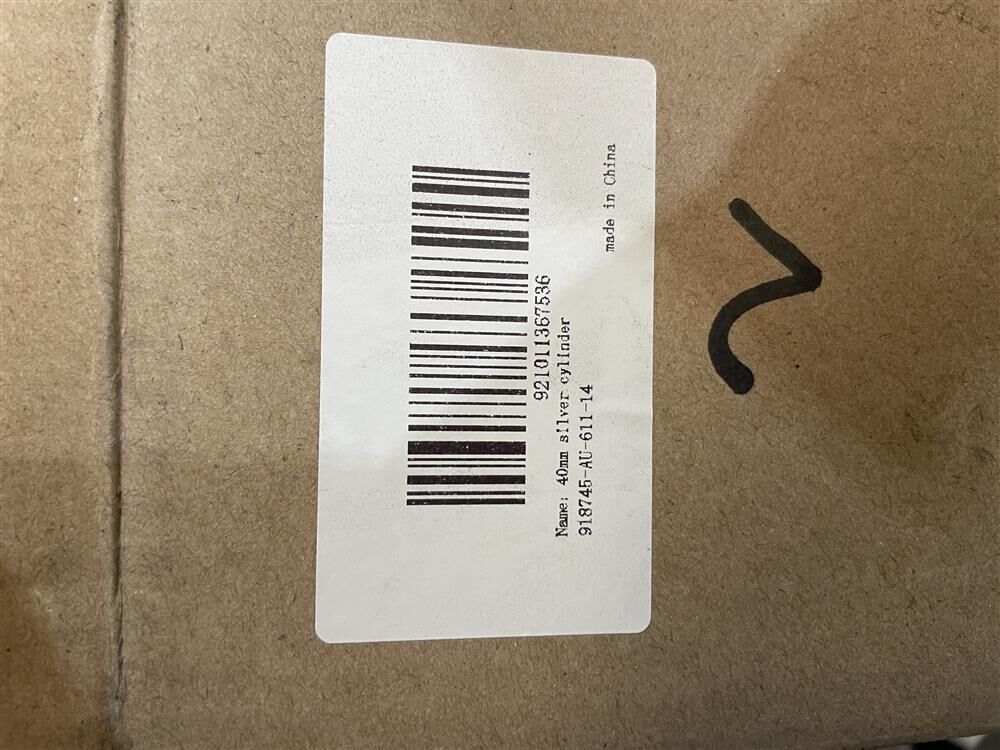 921011367536
Name: 40mm silver cylinder
918745-AU-611-14
made in China